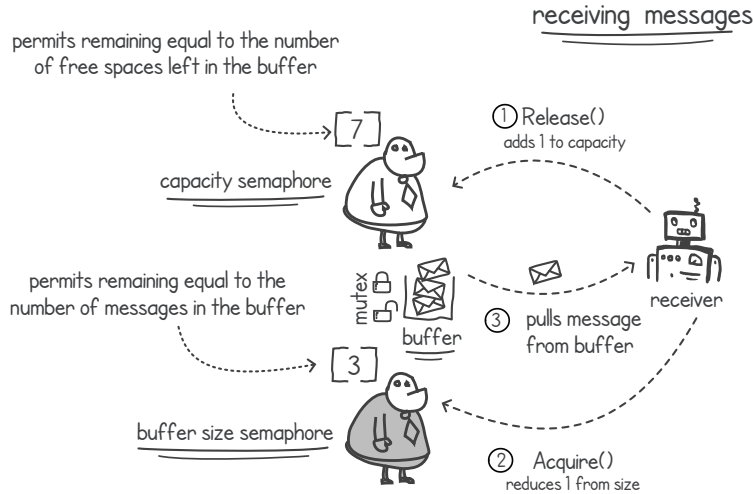 receiving messages
permits remaining equal to the number
of free spaces left in the buffer
7
1 Release()
adds 1 to capacity
capacity semaphore
permits remaining equal to the
number of messages in the buffer
mutex
receiver
buffer
3 pulls message
from buffer
3
buffer size semaphore
2 Acquire()
reduces 1 from size